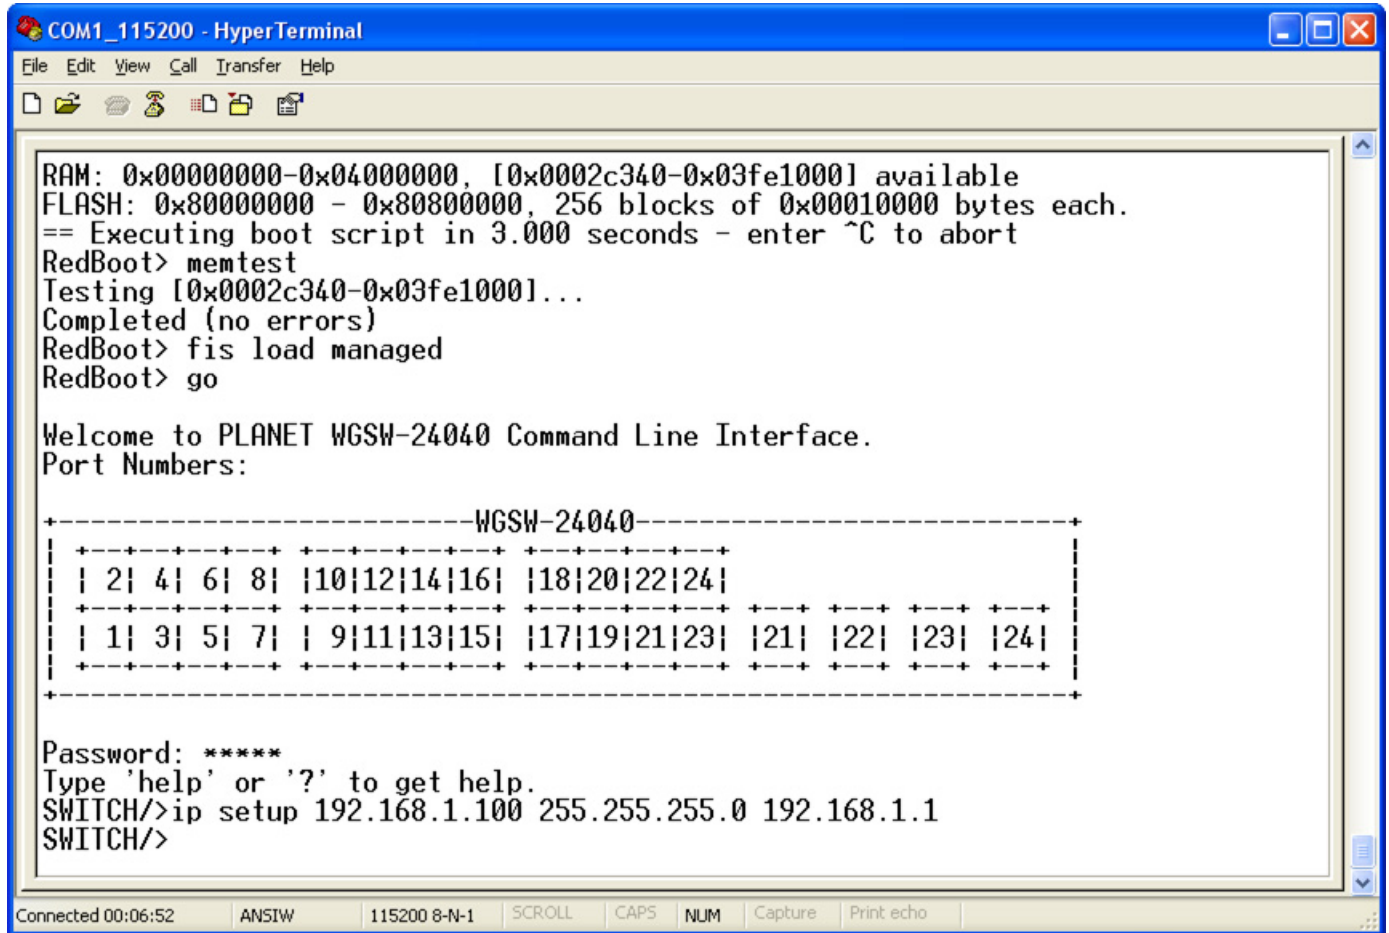 COM1_115200 - HyperTerminal
File Edit View Call Transfer Help
RAM: 0x00000000-0x04000000, [0x0002c340-0x03fe1000] available
FLASH: 0x80000000 - 0x80800000, 256 blocks of 0x00010000 bytes each.
== Executing boot script in 3.000 seconds - enter ^C to abort
RedBoot> memtest
Testing [0x0002c340-0x03fe1000]...
Completed (no errors)
RedBoot> fis load managed
RedBoot> go
Welcome to PLANET WGSW-24040 Command Line Interface.
Port Numbers:
+--------------------------WGSW-24040---------------------------+
| +--+--+--+--+ +--+--+--+--+ +--+--+--+--+ |
| | 2| 4| 6| 8| |10|12|14|16| |18|20|22|24| |
| +--+--+--+--+ +--+--+--+--+ +--+--+--+--+ +--+ +--+ +--+ +--+ |
| | 1| 3| 5| 7| | 9|11|13|15| |17|19|21|23| |21| |22| |23| |24| |
| +--+--+--+--+ +--+--+--+--+ +--+--+--+--+ +--+ +--+ +--+ +--+ |
+---------------------------------------------------------------+
Password: *****
Type 'help' or '?' to get help.
SWITCH/>ip setup 192.168.1.100 255.255.255.0 192.168.1.1
SWITCH/>
Connected 00:06:52 ANSIW 115200 8-N-1 SCROLL CAPS NUM Capture Print echo